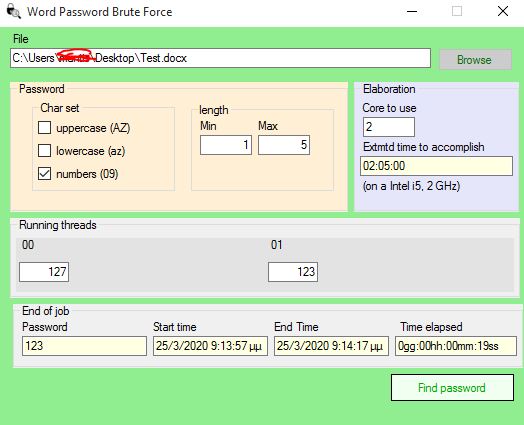 Word Password Brute Force
File
C:\Users\ \Desktop\Test.docx
Browse
Password
Char set
uppercase (AZ)
lowercase (az)
numbers (09)
length
Min Max
1 5
Elaboration
Core to use
2
Extmtd time to accomplish
02:05:00
(on a Intel i5, 2 GHz)
Running threads
00 01
127 123
End of job
Password Start time End Time Time elapsed
123 25/3/2020 9:13:57 μμ 25/3/2020 9:14:17 μμ 0gg:00hh:00mm:19ss
Find password